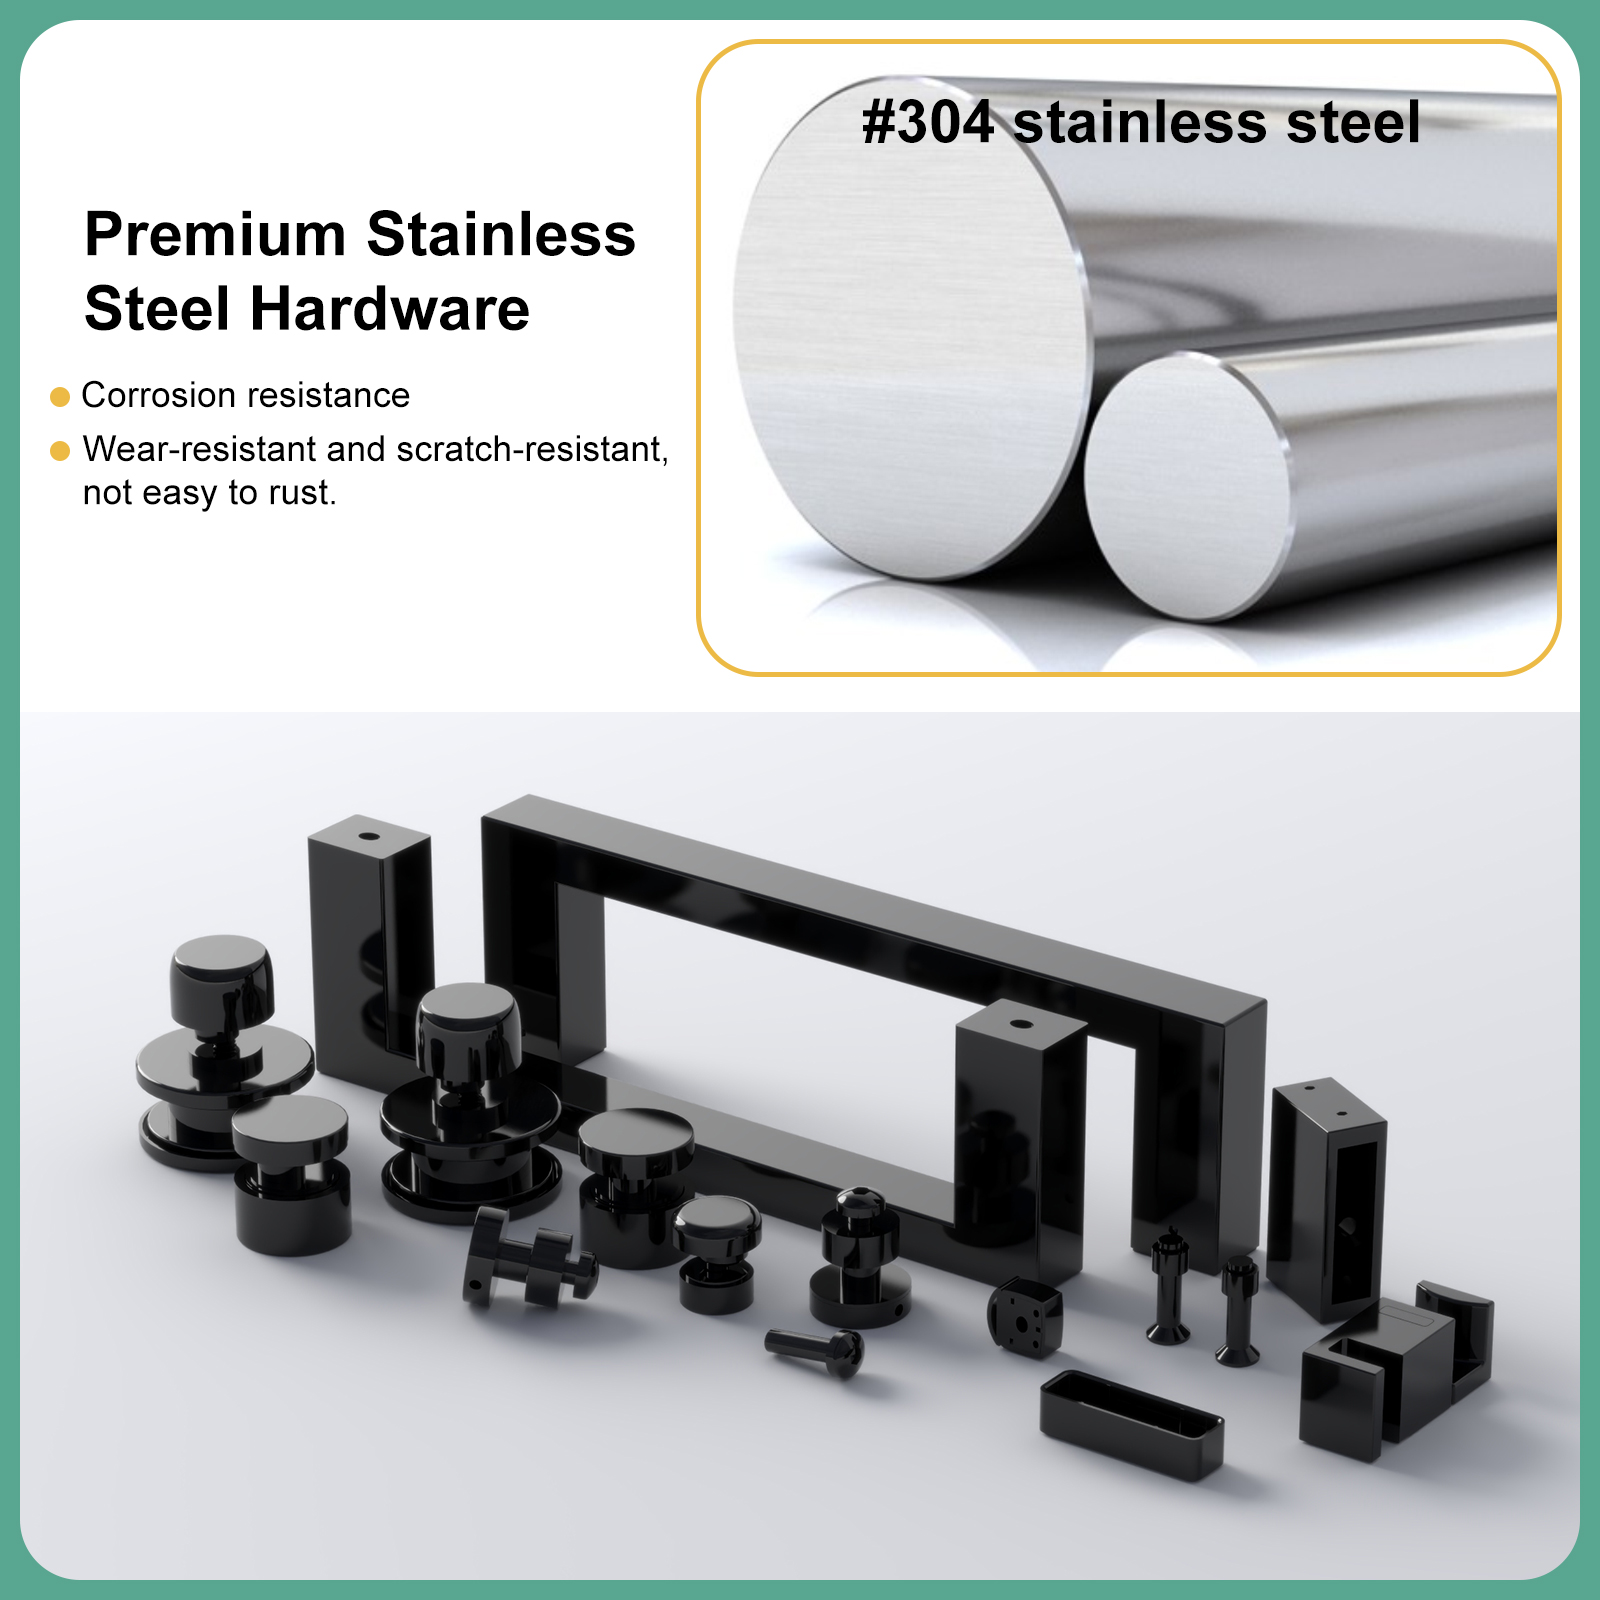 #304 stainless steel
Premium Stainless
Steel Hardware
Corrosion resistance
Wear-resistant and scratch-resistant,
not easy to rust.